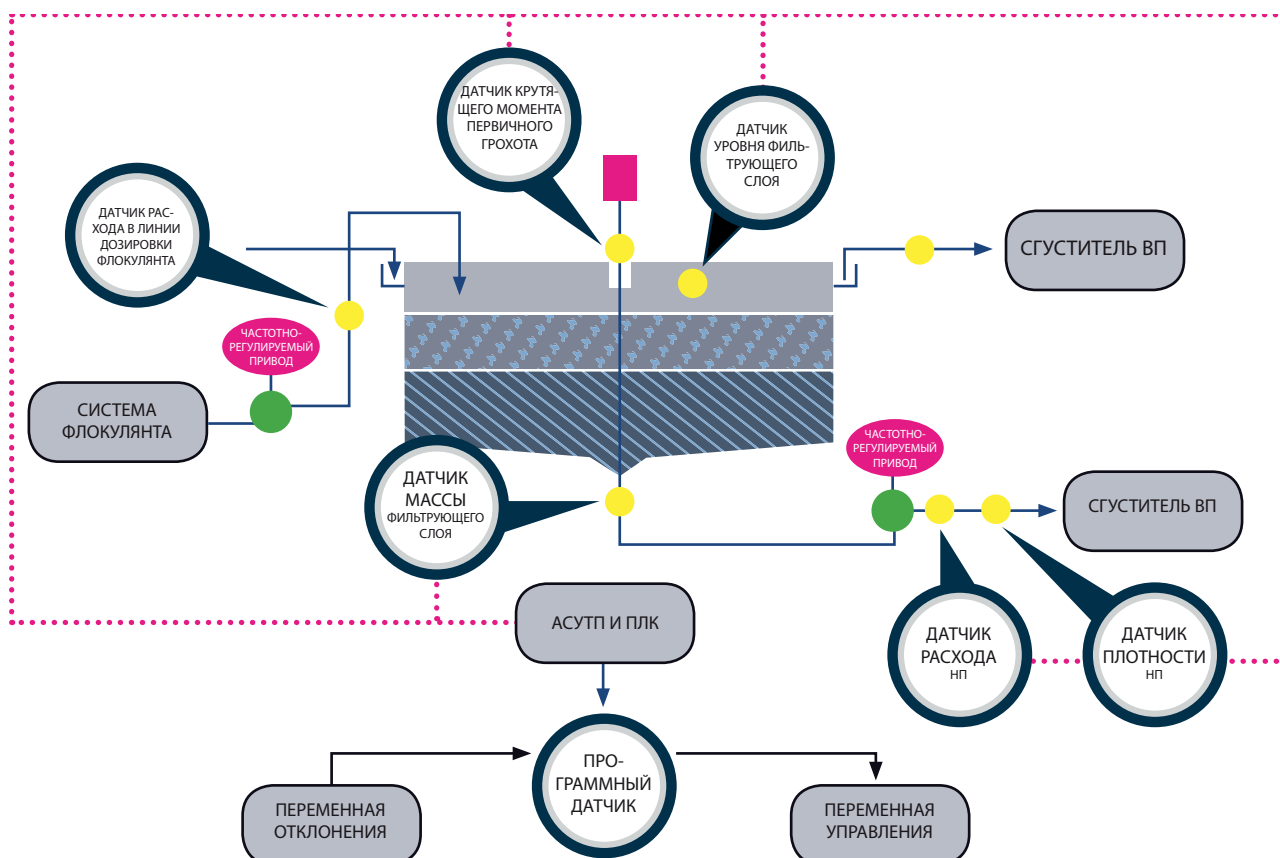 ДАТЧИК КРУТЯ-
ЩЕГО МОМЕНТА
ПЕРВИЧНОГО
ГРОХОТА
ДАТЧИК
УРОВНЯ ФИЛЬ-
ТРУЮЩЕГО
СЛОЯ
ДАТЧИК РАС-
ХОДА В ЛИНИИ
ДОЗИРОВКИ
ФЛОКУЛЯНТА
СГУСТИТЕЛЬ ВП
ЧАСТОТНО-
РЕГУЛИРУЕМЫЙ
ПРИВОД
СИСТЕМА
ФЛОКУЛЯНТА
ЧАСТОТНО-
РЕГУЛИРУЕМЫЙ
ПРИВОД
ДАТЧИК
МАССЫ
ФИЛЬТРУЮЩЕГО
СЛОЯ
СГУСТИТЕЛЬ ВП
АСУТП И ПЛК
ДАТЧИК
РАСХОДА
НП
ДАТЧИК
ПЛОТНОСТИ
НП
ПРО-
ГРАММНЫЙ
ДАТЧИК
ПЕРЕМЕННАЯ
ОТКЛОНЕНИЯ
ПЕРЕМЕННАЯ
УПРАВЛЕНИЯ